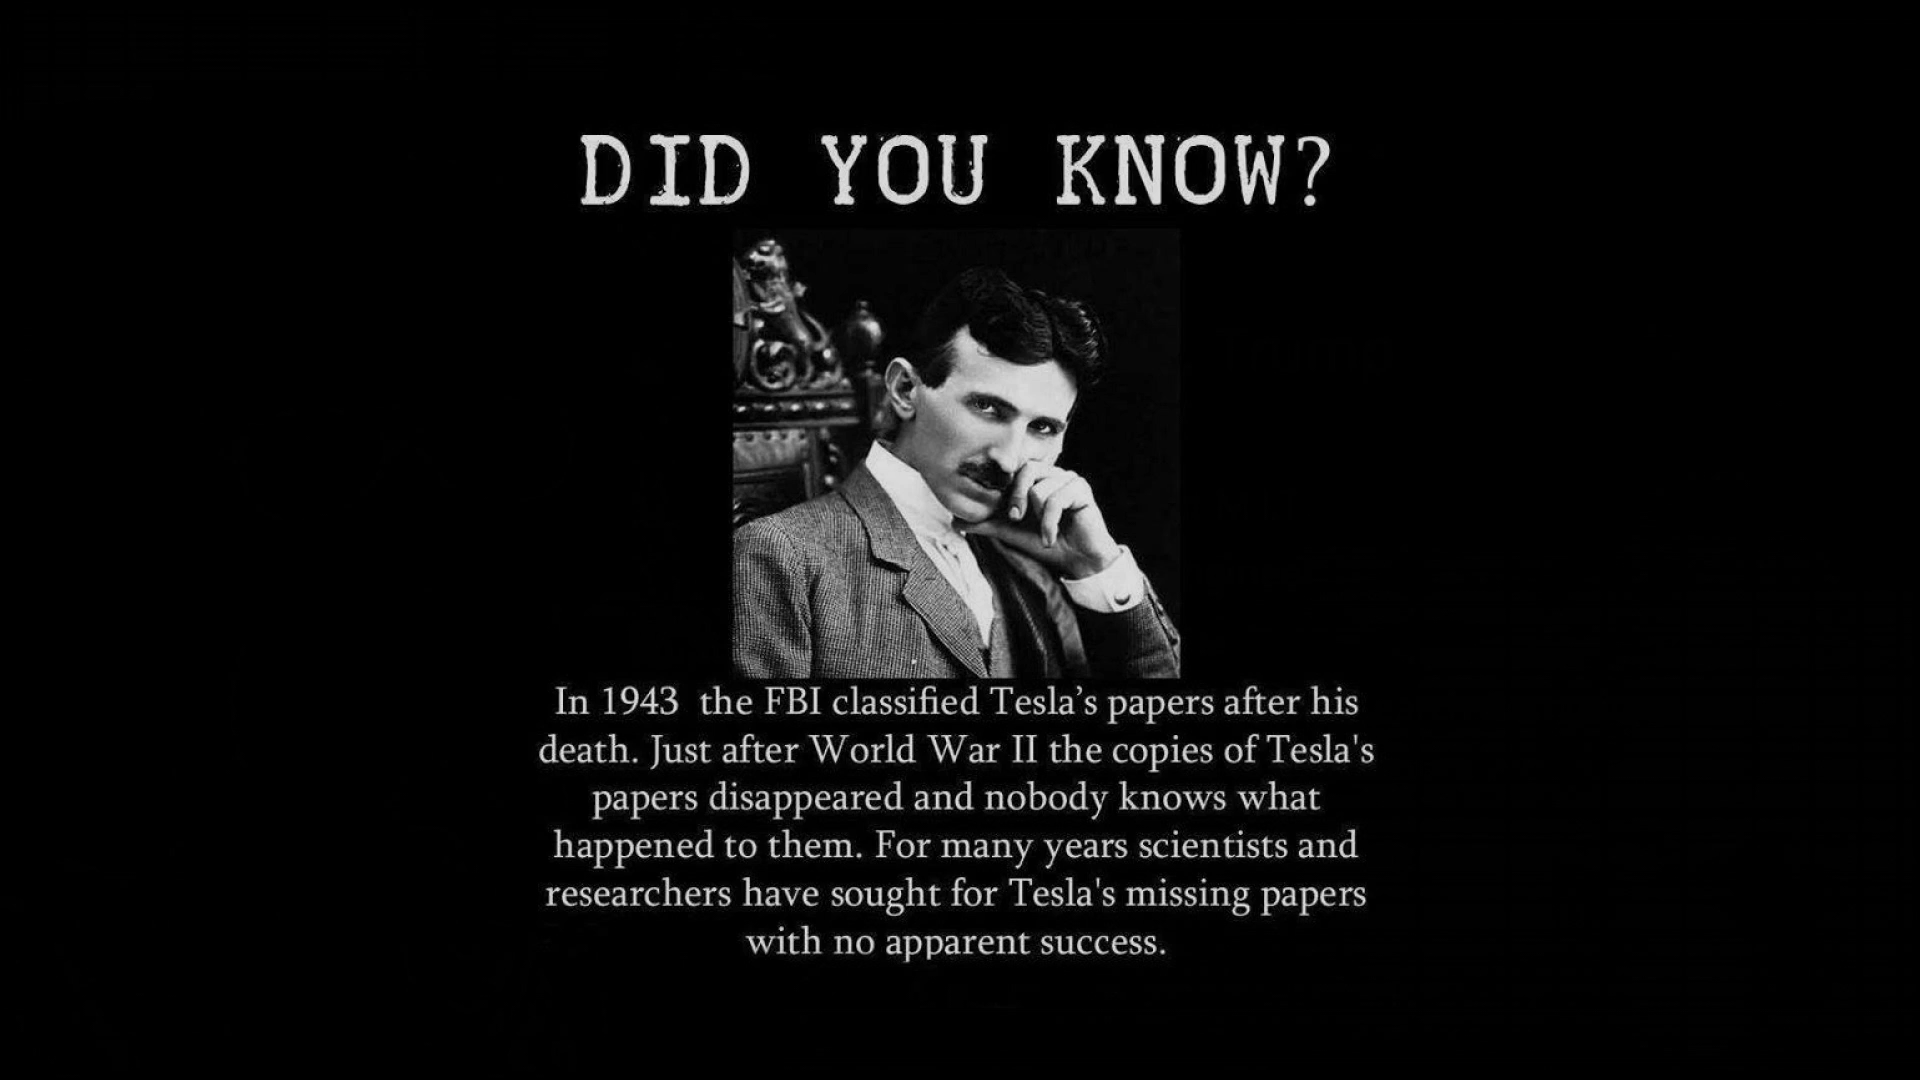 DID YOU KNOW?
In 1943  the FBI classified Tesla’s papers after his
death. Just after World War II the copies of Tesla's
papers disappeared and nobody knows what
happened to them. For many years scientists and
researchers have sought for Tesla's missing papers
with no apparent success.